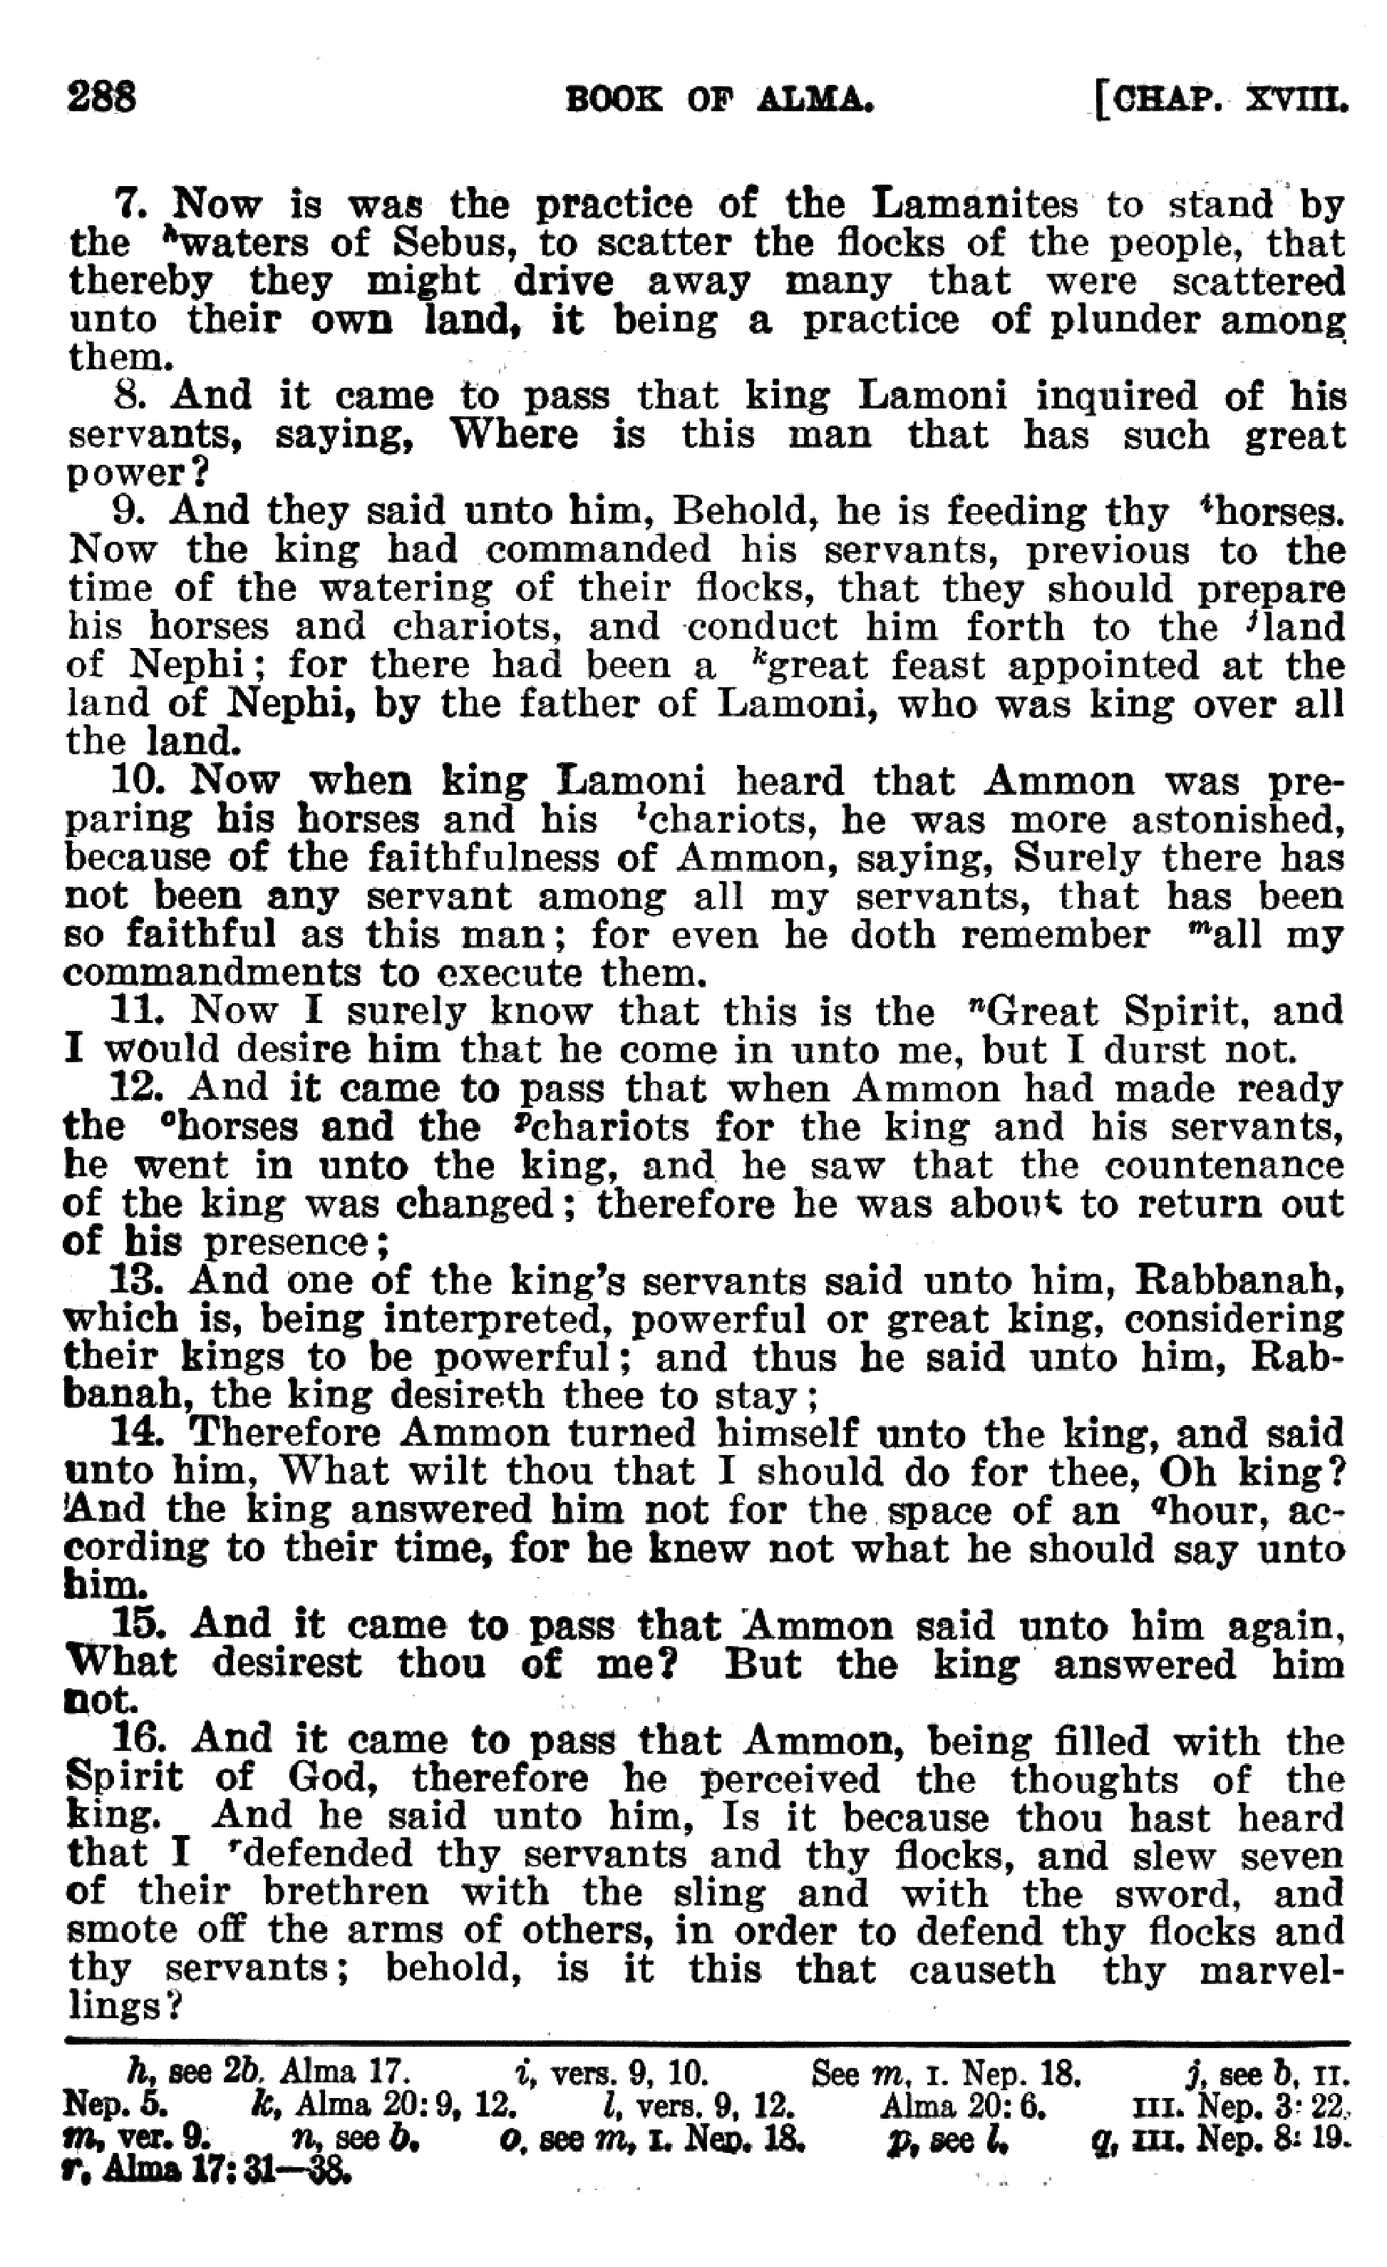 288 BOOK OF ALMA. [CHAP. XVIII.
7. Now is was the practice of the Lamanites to stand by
the ʰwaters of Sebus, to scatter the flocks of the people, that
thereby they might drive away many that were scattered
unto their own land, it being a practice of plunder among
them.
8. And it came to pass that king Lamoni inquired of his
servants, saying, Where is this man that has such great
power?
9. And they said unto him, Behold, he is feeding thy ⁱhorses.
Now the king had commanded his servants, previous to the
time of the watering of their flocks, that they should prepare
his horses and chariots, and conduct him forth to the ʲland
of Nephi; for there had been a ᵏgreat feast appointed at the
land of Nephi, by the father of Lamoni, who was king over all
the land.
10. Now when king Lamoni heard that Ammon was pre-
paring his horses and his ˡchariots, he was more astonished,
because of the faithfulness of Ammon, saying, Surely there has
not been any servant among all my servants, that has been
so faithful as this man; for even he doth remember ᵐall my
commandments to execute them.
11. Now I surely know that this is the ⁿGreat Spirit, and
I would desire him that he come in unto me, but I durst not.
12. And it came to pass that when Ammon had made ready
the ᵒhorses and the ᵖchariots for the king and his servants,
he went in unto the king, and he saw that the countenance
of the king was changed; therefore he was about to return out
of his presence;
13. And one of the king's servants said unto him, Rabbanah,
which is, being interpreted, powerful or great king, considering
their kings to be powerful; and thus he said unto him, Rab-
banah, the king desireth thee to stay;
14. Therefore Ammon turned himself unto the king, and said
unto him, What wilt thou that I should do for thee, Oh king?
And the king answered him not for the space of an qhour, ac-
cording to their time, for he knew not what he should say unto
him.
15. And it came to pass that Ammon said unto him again,
What desirest thou of me? But the king answered him
not.
16. And it came to pass that Ammon, being filled with the
Spirit of God, therefore he perceived the thoughts of the
king. And he said unto him, Is it because thou hast heard
that I ʳdefended thy servants and thy flocks, and slew seven
of their brethren with the sling and with the sword, and
smote off the arms of others, in order to defend thy flocks and
thy servants; behold, is it this that causeth thy marvel-
lings?
h, see 2b, Alma 17. i, vers. 9, 10. See m, I. Nep. 18. j, see b, II.
Nep. 5. k, Alma 20:9, 12. l, vers. 9, 12. Alma 20:6. III. Nep. 3:22.
m, ver. 9. n, see b. o, see m, I. Nep. 18. p, see l. q, III. Nep. 8:19.
r, Alma 17:31—38.